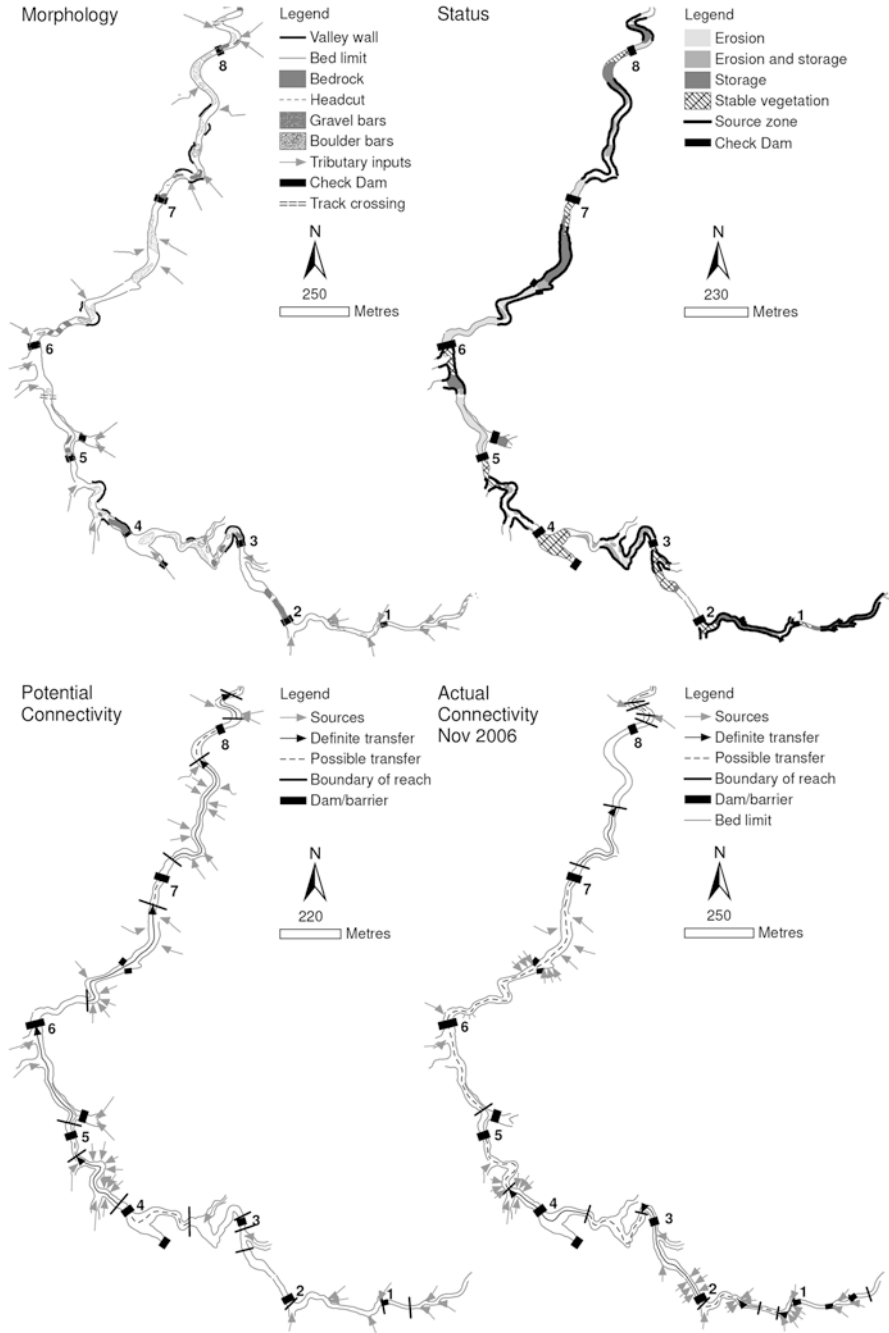 Morphology
Legend
Valley wall
Bed limit
Bedrock
Headcut
Gravel bars
Boulder bars
Tributary inputs
Check Dam
Track crossing
N
250
Metres
8
7
6
5
4
3
2
1
Status
Legend
Erosion
Erosion and storage
Storage
Stable vegetation
Source zone
Check Dam
N
230
Metres
8
7
6
5
4
3
2
1
Potential
Connectivity
Legend
Sources
Definite transfer
Possible transfer
Boundary of reach
Dam/barrier
N
220
Metres
8
7
6
5
4
3
2
1
Actual
Connectivity
Nov 2006
Legend
Sources
Definite transfer
Possible transfer
Boundary of reach
Dam/barrier
Bed limit
N
250
Metres
8
7
6
5
4
3
2
1